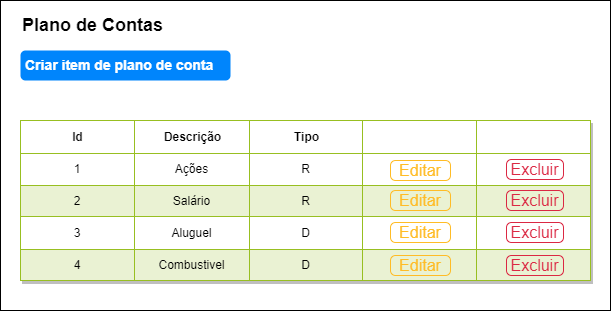 Plano de Contas
Criar item de plano de conta
Id Descrição Tipo
1 Ações R Editar Excluir
2 Salário R Editar Excluir
3 Aluguel D Editar Excluir
4 Combustivel D Editar Excluir